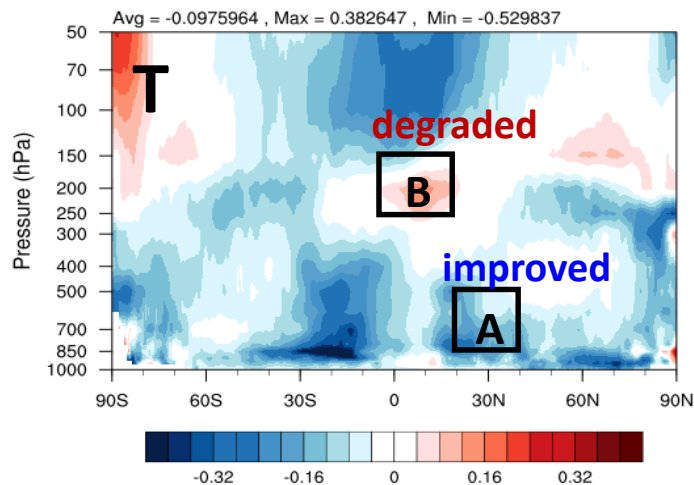 Avg = -0.0975964 , Max = 0.382647 , Min = -0.529837
50
70
T
100
degraded
150
B
200
250
300
Pressure (hPa)
400
improved
500
A
700
850
1000
90S 60S 30S 0 30N 60N 90N
-0.32 -0.16 0 0.16 0.32